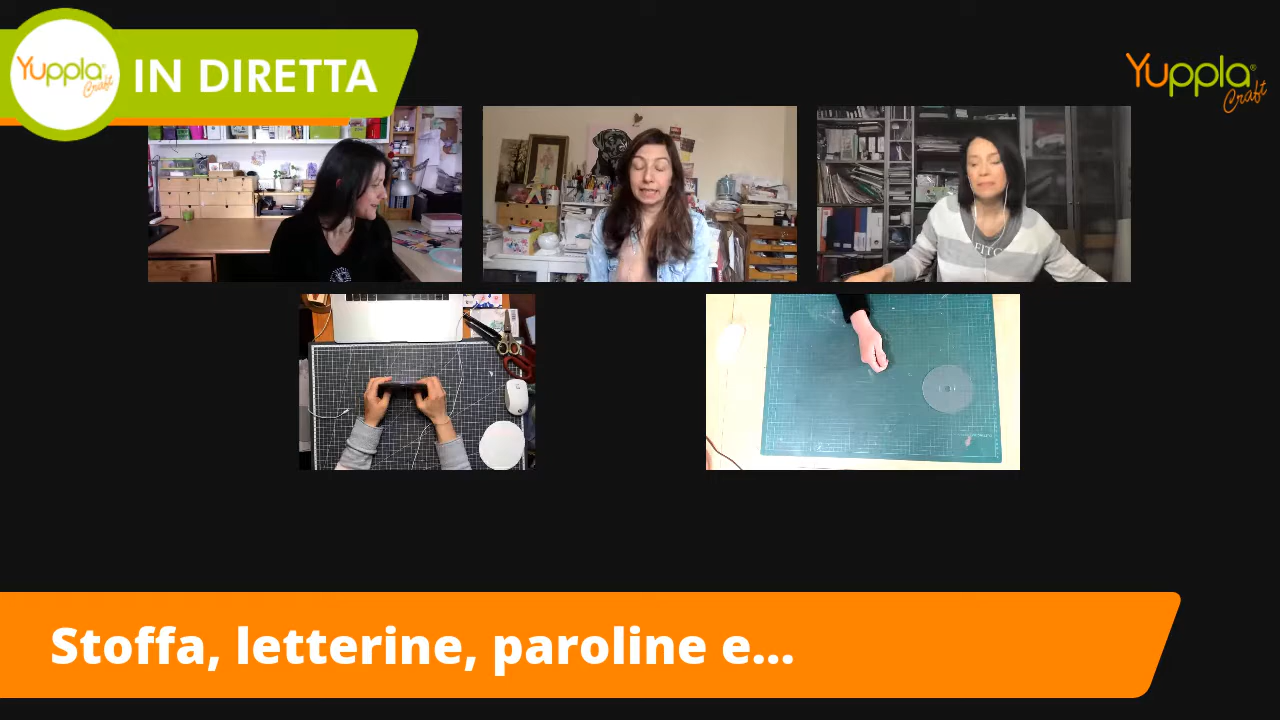 Yuppla Craft
IN DIRETTA
Yuppla Craft
Stoffa, letterine, paroline e...